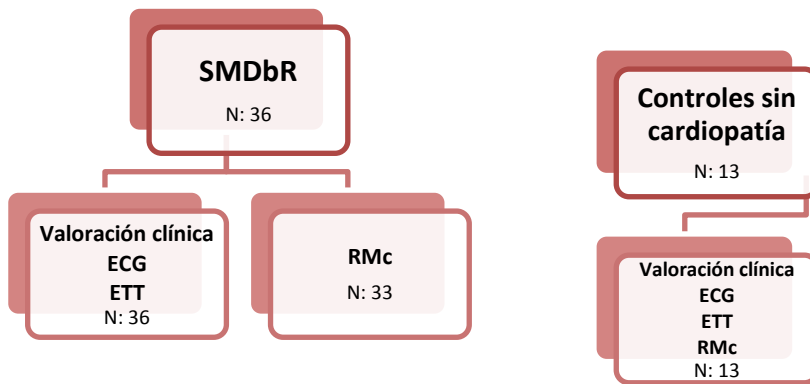 SMDbR
N: 36
Valoración clínica
ECG
ETT
N: 36
RMc
N: 33
Controles sin
cardiopatía
N: 13
Valoración clínica
ECG
ETT
RMc
N: 13